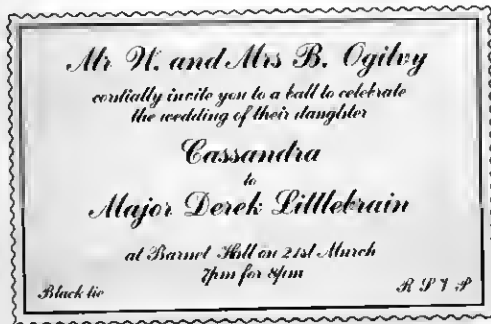 Mr W. and Mrs B. Ogilvy
cordially invite you to a ball to celebrate
the wedding of their daughter
Cassandra
to
Major Derek Littlebrain
at Barnet Hall on 21st March
7pm for 8pm
Black tie R S V P